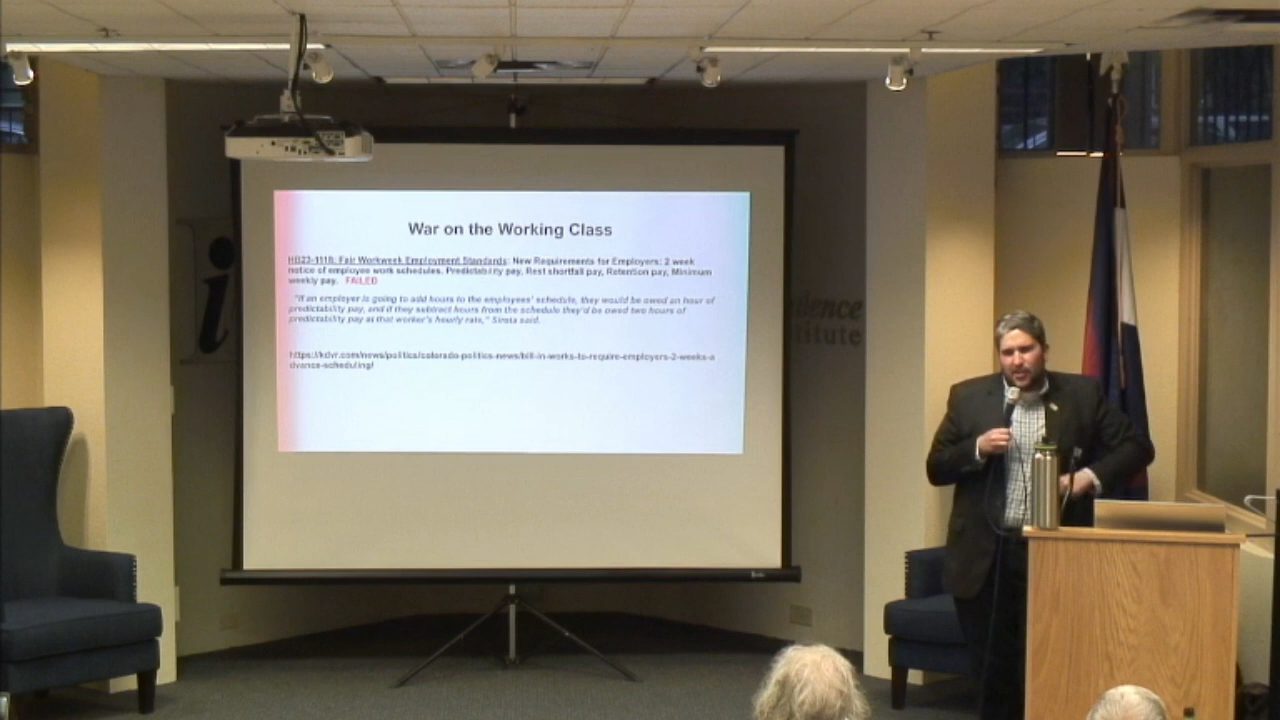 War on the Working Class
HB23-1118: Fair Workweek Employment Standards: New Requirements for Employers: 2 week
notice of employee work schedules. Predictability pay, Rest shortfall pay, Retention pay, Minimum
weekly pay. FAILED
"If an employer is going to add hours to the employees' schedule, they would be owed an hour of
predictability pay, and if they subtract hours from the schedule they'd be owed two hours of
predictability pay at that worker's hourly rate," Sirota said.
https://kdvr.com/news/politics/colorado-politics-news/bill-in-works-to-require-employers-2-weeks-a
dvance-scheduling/
i
dence
titute